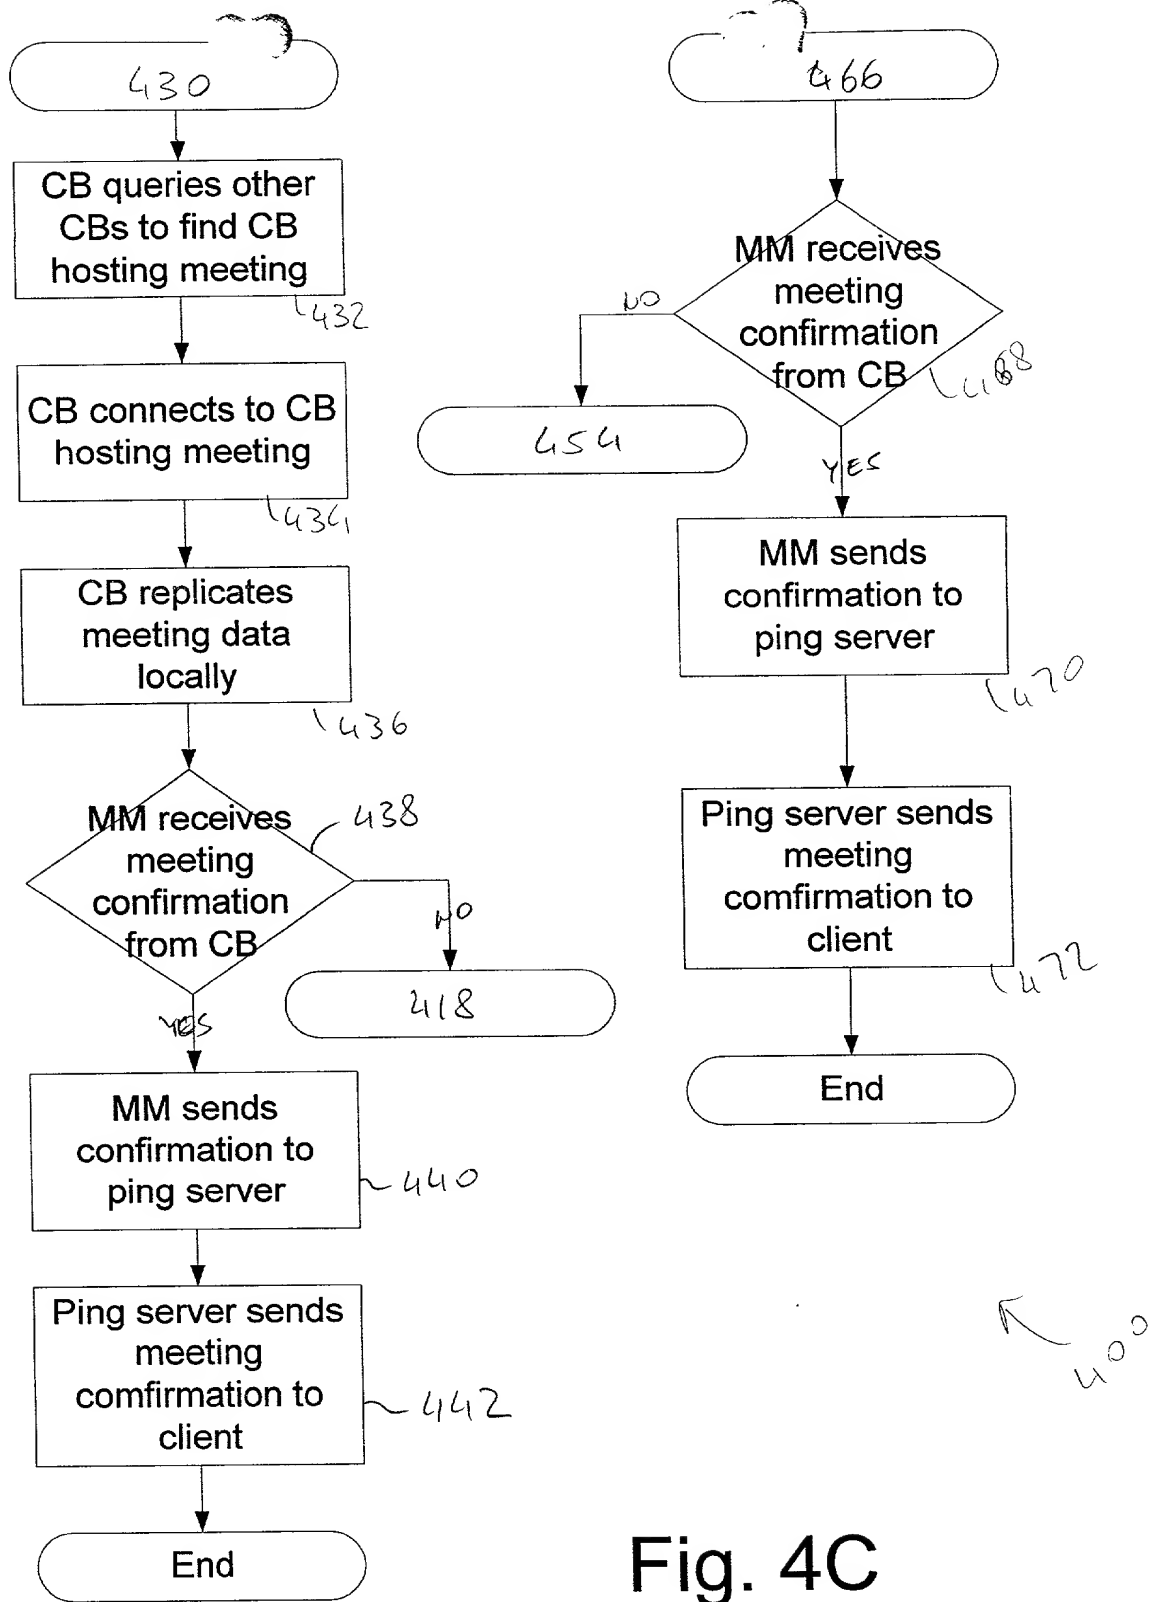 430
CB queries other
CBs to find CB
hosting meeting
432
CB connects to CB
hosting meeting
434
CB replicates
meeting data
locally
436
MM receives
meeting
confirmation
from CB
438
NO
418
YES
MM sends
confirmation to
ping server
440
Ping server sends
meeting
comfirmation to
client
442
End
466
MM receives
meeting
confirmation
from CB
468
NO
454
YES
MM sends
confirmation to
ping server
470
Ping server sends
meeting
comfirmation to
client
472
End
400
Fig. 4C